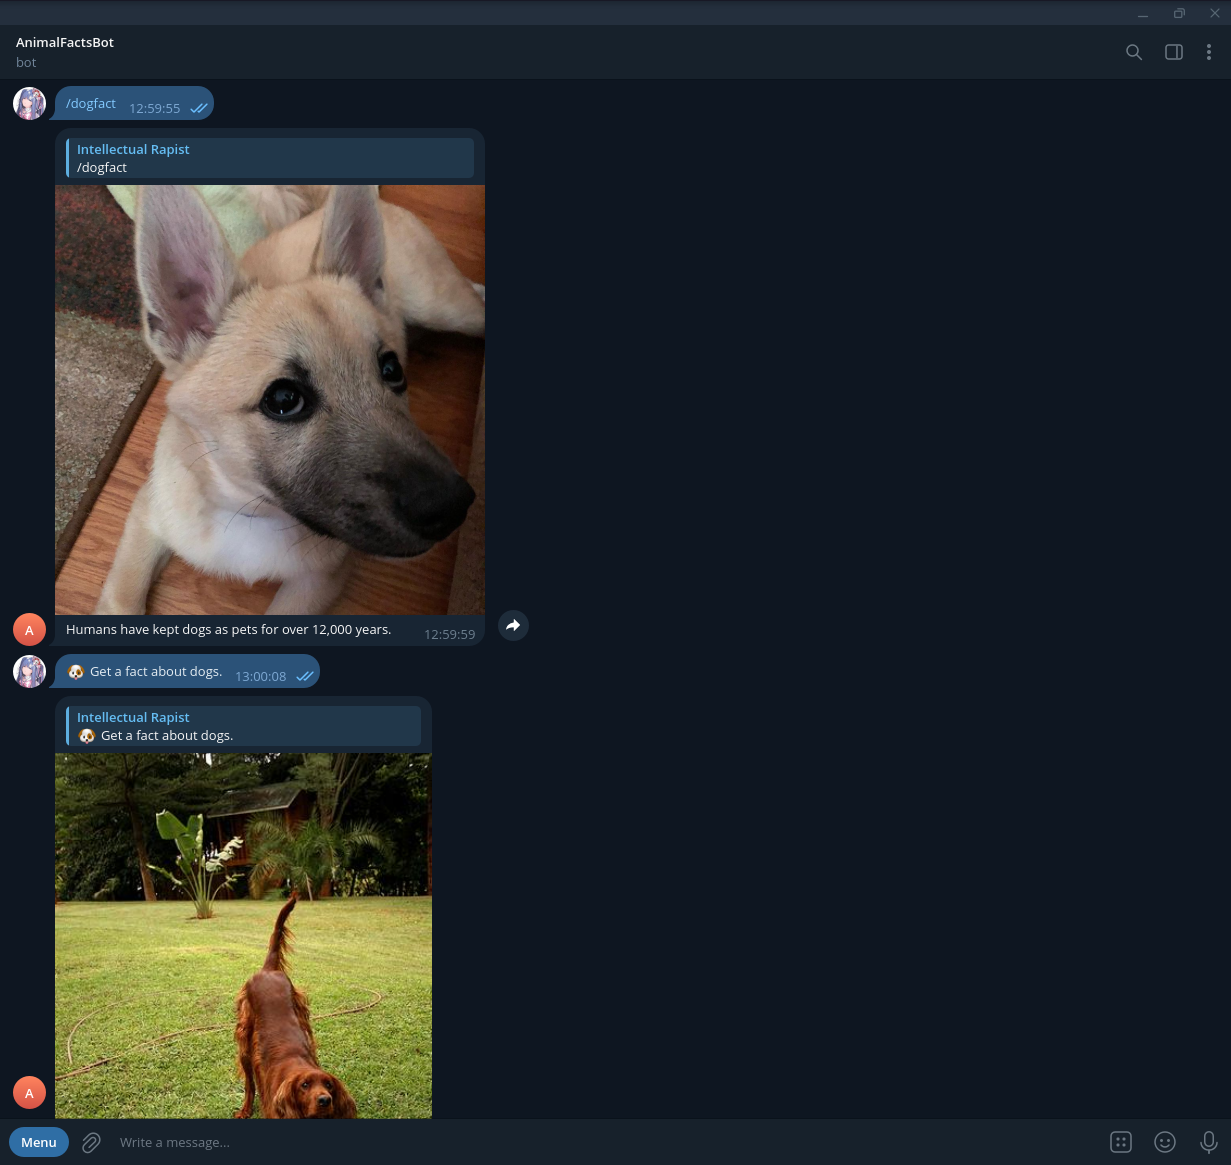 AnimalFactsBot
bot
/dogfact 12:59:55
Intellectual Rapist
/dogfact
A
Humans have kept dogs as pets for over 12,000 years. 12:59:59
🐶 Get a fact about dogs. 13:00:08
Intellectual Rapist
🐶 Get a fact about dogs.
A
Menu
Write a message...